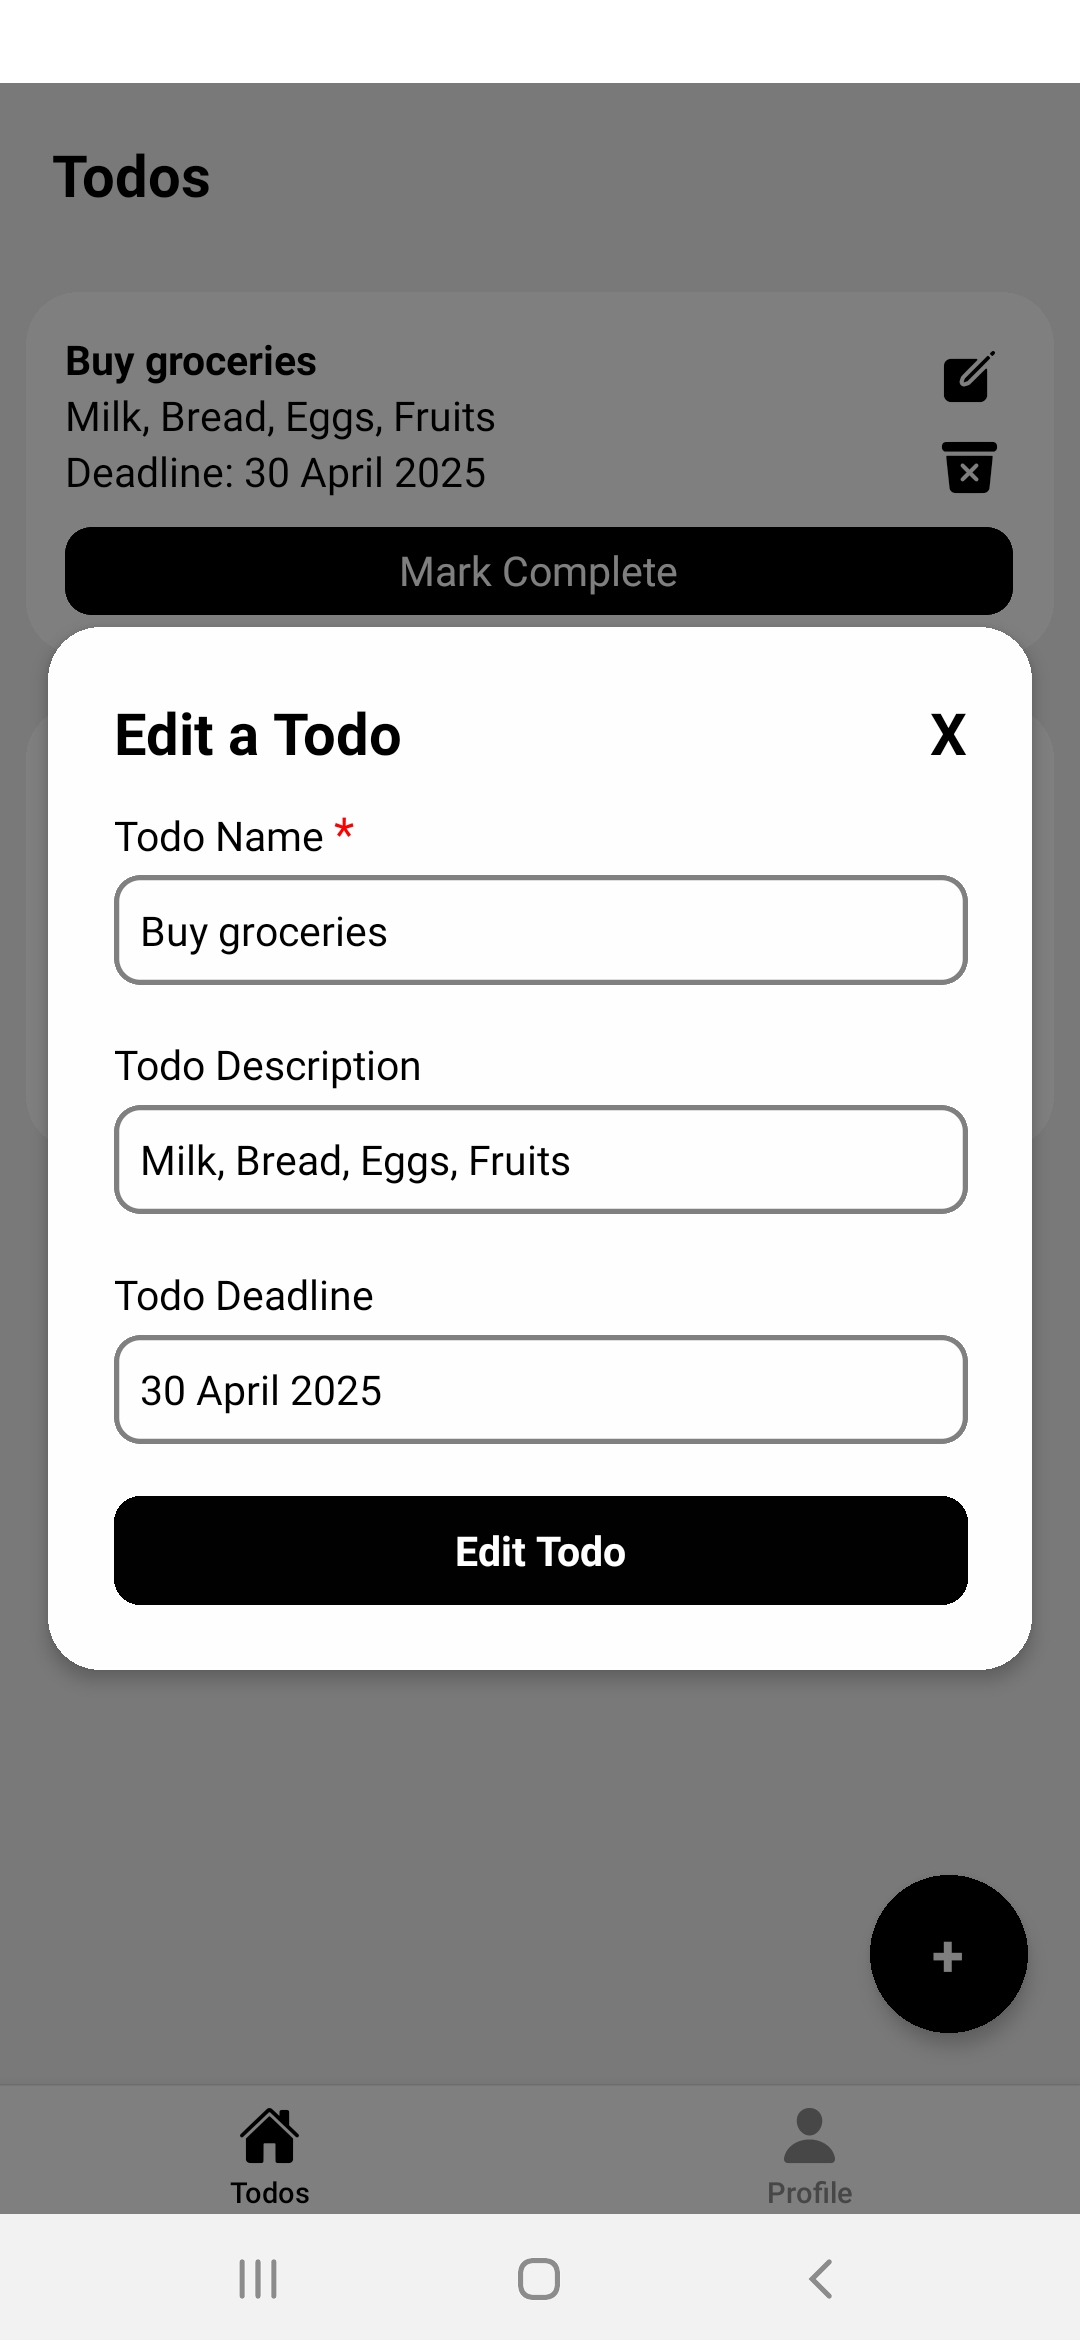 Todos
Buy groceries
Milk, Bread, Eggs, Fruits
Deadline: 30 April 2025
Mark Complete
Edit a Todo X
Todo Name *
Buy groceries
Todo Description
Milk, Bread, Eggs, Fruits
Todo Deadline
30 April 2025
Edit Todo
+
Todos Profile